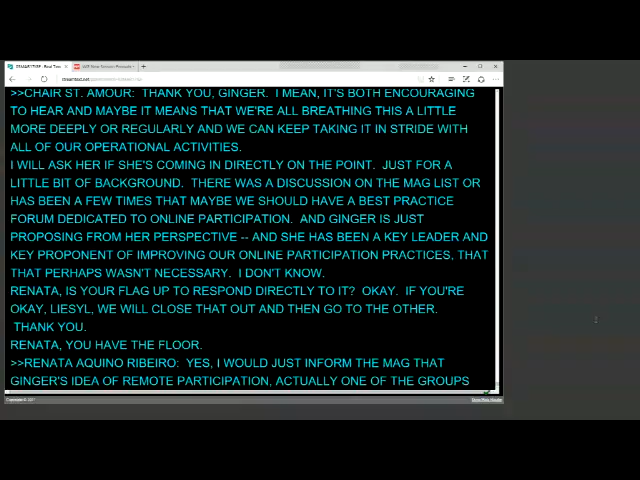 >>CHAIR ST. AMOUR:  THANK YOU, GINGER.  I MEAN, IT'S BOTH ENCOURAGING
TO HEAR AND MAYBE IT MEANS THAT WE'RE ALL BREATHING THIS A LITTLE
MORE DEEPLY OR REGULARLY AND WE CAN KEEP TAKING IT IN STRIDE WITH
ALL OF OUR OPERATIONAL ACTIVITIES.
I WILL ASK HER IF SHE'S COMING IN DIRECTLY ON THE POINT.  JUST FOR A
LITTLE BIT OF BACKGROUND.  THERE WAS A DISCUSSION ON THE MAG LIST OR
HAS BEEN A FEW TIMES THAT MAYBE WE SHOULD HAVE A BEST PRACTICE
FORUM DEDICATED TO ONLINE PARTICIPATION.  AND GINGER IS JUST
PROPOSING FROM HER PERSPECTIVE -- AND SHE HAS BEEN A KEY LEADER AND
KEY PROPONENT OF IMPROVING OUR ONLINE PARTICIPATION PRACTICES, THAT
THAT PERHAPS WASN'T NECESSARY.  I DON'T KNOW.
RENATA, IS YOUR FLAG UP TO RESPOND DIRECTLY TO IT?  OKAY.  IF YOU'RE
OKAY, LIESYL, WE WILL CLOSE THAT OUT AND THEN GO TO THE OTHER.
THANK YOU.
RENATA, YOU HAVE THE FLOOR.
>>RENATA AQUINO RIBEIRO:  YES, I WOULD JUST INFORM THE MAG THAT
GINGER'S IDEA OF REMOTE PARTICIPATION, ACTUALLY ONE OF THE GROUPS